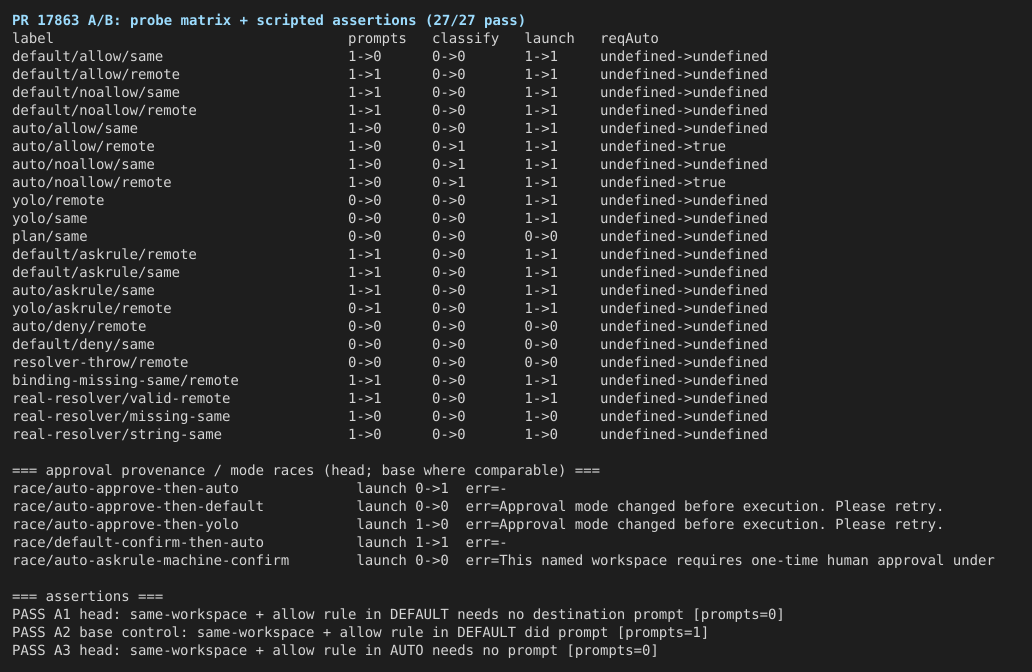 PR 17863 A/B: probe matrix + scripted assertions (27/27 pass)
label prompts classify launch reqAuto
default/allow/same 1->0 0->0 1->1 undefined->undefined
default/allow/remote 1->1 0->0 1->1 undefined->undefined
default/noallow/same 1->1 0->0 1->1 undefined->undefined
default/noallow/remote 1->1 0->0 1->1 undefined->undefined
auto/allow/same 1->0 0->0 1->1 undefined->undefined
auto/allow/remote 1->0 0->1 1->1 undefined->true
auto/noallow/same 1->0 0->1 1->1 undefined->undefined
auto/noallow/remote 1->0 0->1 1->1 undefined->true
yolo/remote 0->0 0->0 1->1 undefined->undefined
yolo/same 0->0 0->0 1->1 undefined->undefined
plan/same 0->0 0->0 0->0 undefined->undefined
default/askrule/remote 1->1 0->0 1->1 undefined->undefined
default/askrule/same 1->1 0->0 1->1 undefined->undefined
auto/askrule/same 1->1 0->0 1->1 undefined->undefined
yolo/askrule/remote 0->1 0->0 1->1 undefined->undefined
auto/deny/remote 0->0 0->0 0->0 undefined->undefined
default/deny/same 0->0 0->0 0->0 undefined->undefined
resolver-throw/remote 0->0 0->0 0->0 undefined->undefined
binding-missing-same/remote 1->1 0->0 1->1 undefined->undefined
real-resolver/valid-remote 1->1 0->0 1->1 undefined->undefined
real-resolver/missing-same 1->0 0->0 1->0 undefined->undefined
real-resolver/string-same 1->0 0->0 1->0 undefined->undefined
=== approval provenance / mode races (head; base where comparable) ===
race/auto-approve-then-auto launch 0->1 err=-
race/auto-approve-then-default launch 0->0 err=Approval mode changed before execution. Please retry.
race/auto-approve-then-yolo launch 1->0 err=Approval mode changed before execution. Please retry.
race/default-confirm-then-auto launch 1->1 err=-
race/auto-askrule-machine-confirm launch 0->0 err=This named workspace requires one-time human approval under
=== assertions ===
PASS A1 head: same-workspace + allow rule in DEFAULT needs no destination prompt [prompts=0]
PASS A2 base control: same-workspace + allow rule in DEFAULT did prompt [prompts=1]
PASS A3 head: same-workspace + allow rule in AUTO needs no prompt [prompts=0]